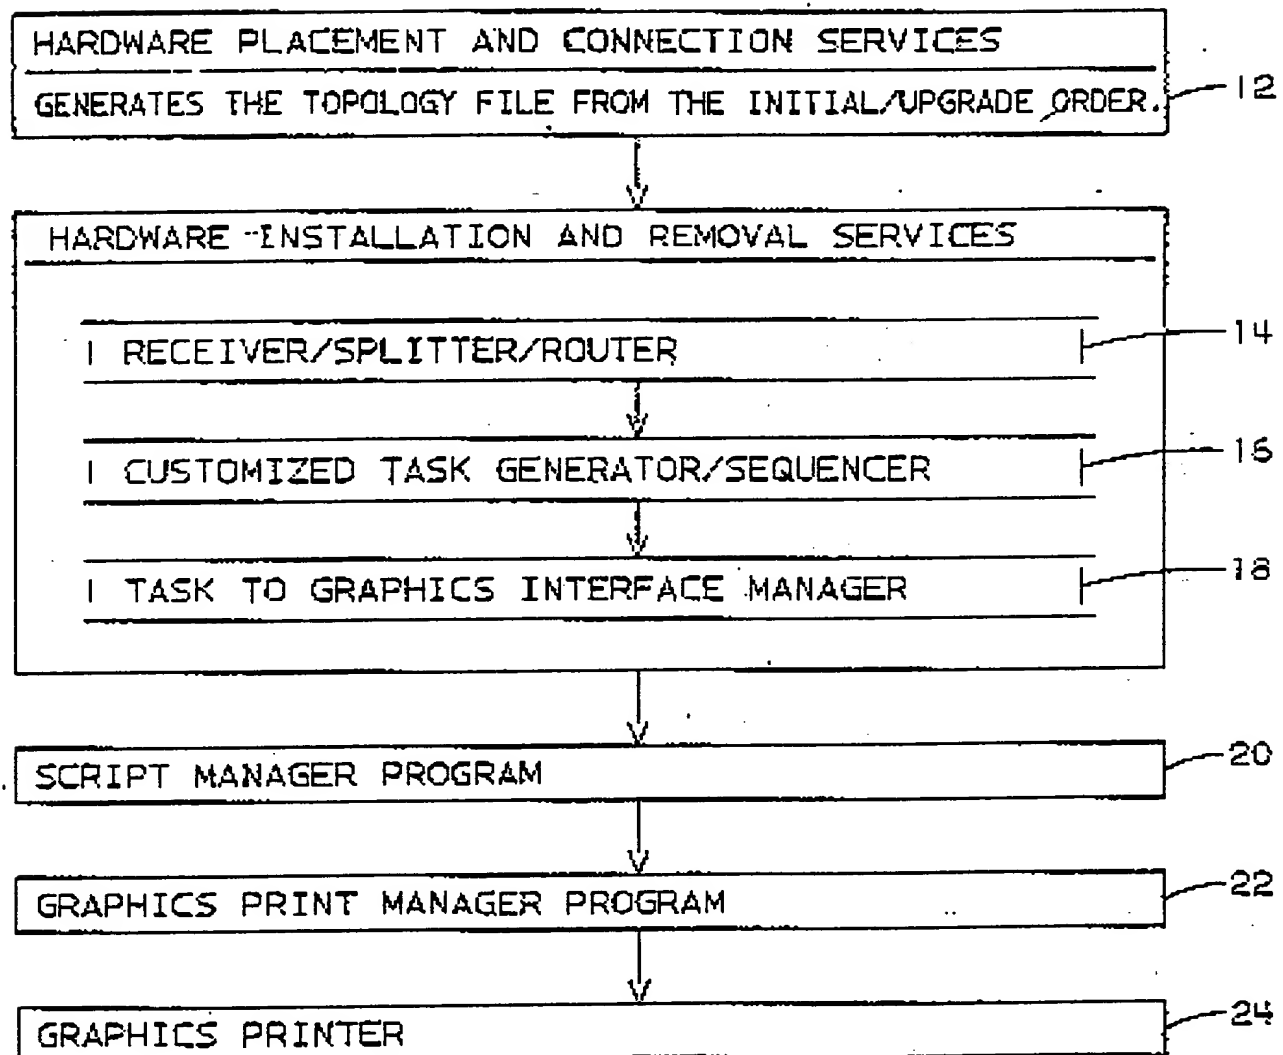 HARDWARE PLACEMENT AND CONNECTION SERVICES
GENERATES THE TOPOLOGY FILE FROM THE INITIAL/UPGRADE ORDER.
12
HARDWARE INSTALLATION AND REMOVAL SERVICES
RECEIVER/SPLITTER/ROUTER
14
CUSTOMIZED TASK GENERATOR/SEQUENCER
16
TASK TO GRAPHICS INTERFACE MANAGER
18
SCRIPT MANAGER PROGRAM
20
GRAPHICS PRINT MANAGER PROGRAM
22
GRAPHICS PRINTER
24